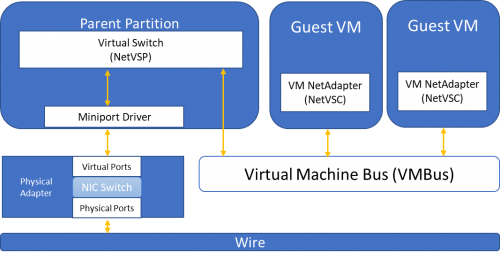 Parent Partition
Virtual Switch
(NetVSP)
Miniport Driver
Guest VM
VM NetAdapter
(NetVSC)
Guest VM
VM NetAdapter
(NetVSC)
Physical
Adapter
Virtual Ports
NIC Switch
Physical Ports
Virtual Machine Bus (VMBus)
Wire